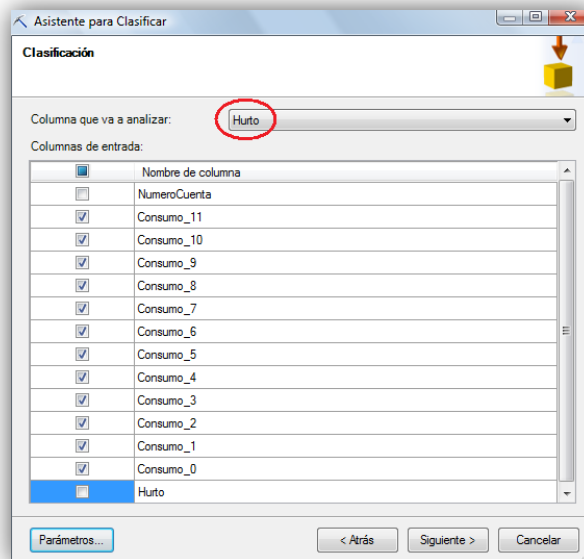 Asistente para Clasificar
Clasificación
Columna que va a analizar: Hurto
Columnas de entrada:
Nombre de columna
NumeroCuenta
Consumo_11
Consumo_10
Consumo_9
Consumo_8
Consumo_7
Consumo_6
Consumo_5
Consumo_4
Consumo_3
Consumo_2
Consumo_1
Consumo_0
Hurto
Parámetros... < Atrás Siguiente > Cancelar